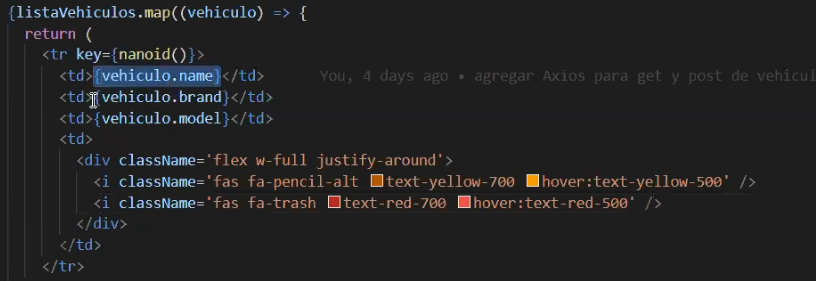 {listaVehiculos.map((vehiculo) => {
return (
<tr key={nanoid()}>
<td>{vehiculo.name}</td> You, 4 days ago • agregar Axios para get y post de vehicul
<td>{vehiculo.brand}</td>
<td>{vehiculo.model}</td>
<td>
<div className='flex w-full justify-around'>
<i className='fas fa-pencil-alt text-yellow-700 hover:text-yellow-500' />
<i className='fas fa-trash text-red-700 hover:text-red-500' />
</div>
</td>
</tr>